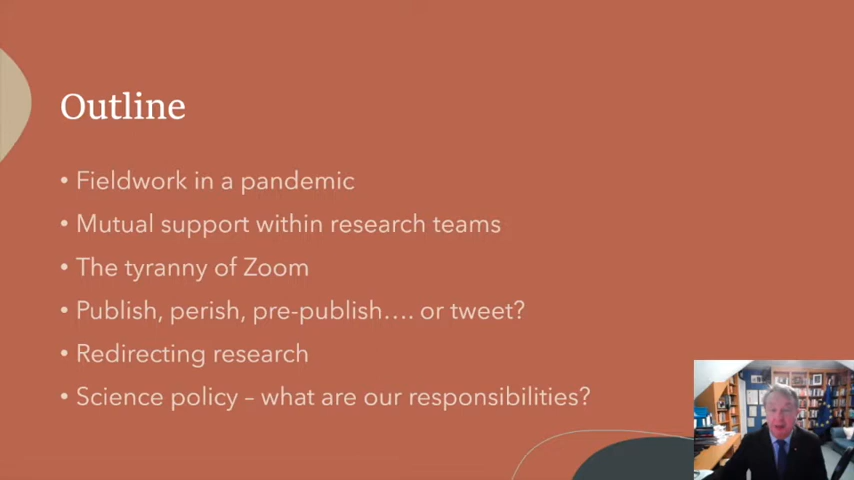 Outline
• Fieldwork in a pandemic
• Mutual support within research teams
• The tyranny of Zoom
• Publish, perish, pre-publish…. or tweet?
• Redirecting research
• Science policy – what are our responsibilities?